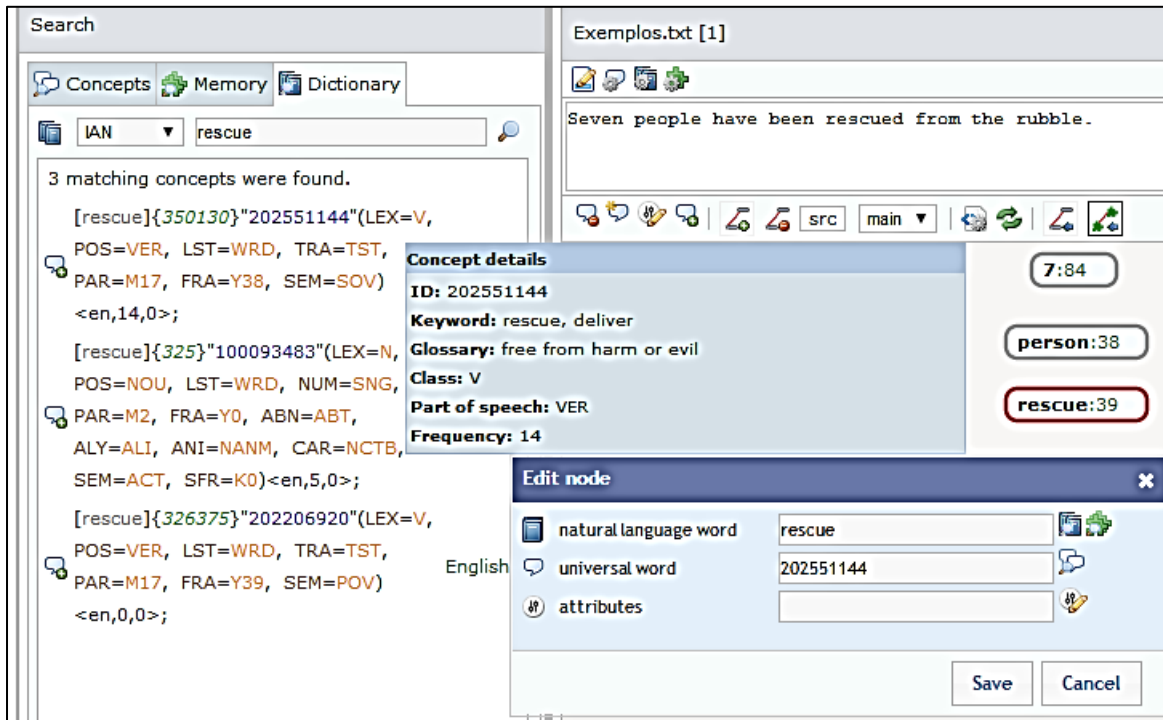 Search
Concepts Memory Dictionary
IAN ▼ rescue
3 matching concepts were found.
[rescue]{350130}"202551144"(LEX=V,
POS=VER, LST=WRD, TRA=TST,
PAR=M17, FRA=Y38, SEM=SOV)
<en,14,0>;
[rescue]{325}"100093483"(LEX=N,
POS=NOU, LST=WRD, NUM=SNG,
PAR=M2, FRA=Y0, ABN=ABT,
ALY=ALI, ANI=NANM, CAR=NCTB,
SEM=ACT, SFR=K0)<en,5,0>;
[rescue]{326375}"202206920"(LEX=V,
POS=VER, LST=WRD, TRA=TST,
PAR=M17, FRA=Y39, SEM=POV)
<en,0,0>;
Exemplos.txt [1]
Seven people have been rescued from the rubble.
src main ▼
7:84
person:38
rescue:39
Concept details
ID: 202551144
Keyword: rescue, deliver
Glossary: free from harm or evil
Class: V
Part of speech: VER
Frequency: 14
English
Edit node
natural language word rescue
universal word 202551144
attributes
Save Cancel